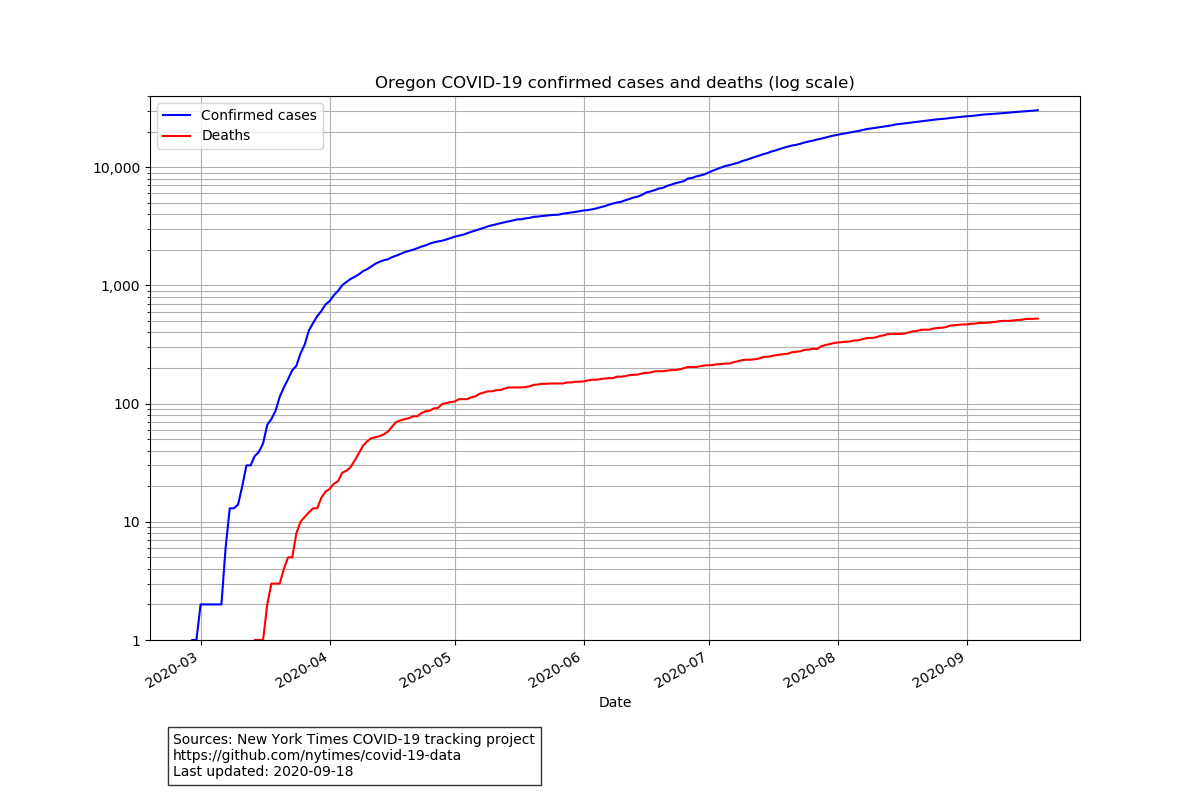 Oregon COVID-19 confirmed cases and deaths (log scale)
Confirmed cases
Deaths
10,000
1,000
100
10
1
2020-03
2020-04
2020-05
2020-06
2020-07
2020-08
2020-09
Date
Sources: New York Times COVID-19 tracking project
https://github.com/nytimes/covid-19-data
Last updated: 2020-09-18